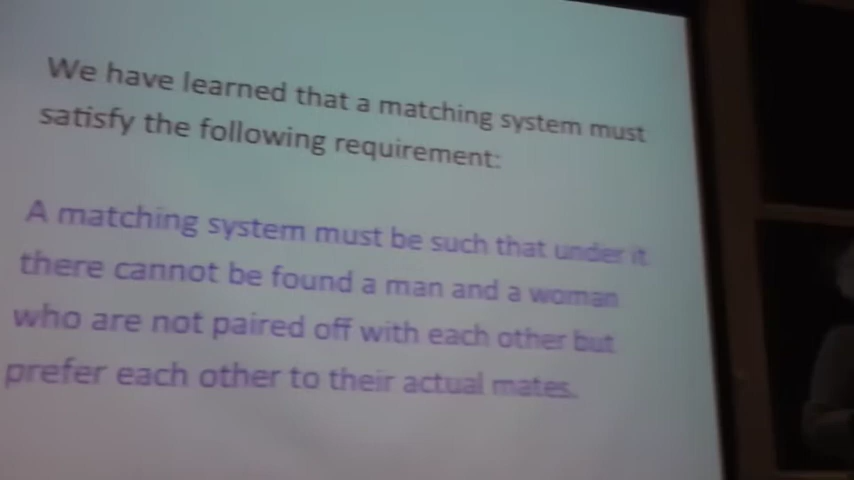 We have learned that a matching system must
satisfy the following requirement:
A matching system must be such that under it
there cannot be found a man and a woman
who are not paired off with each other but
prefer each other to their actual mates.